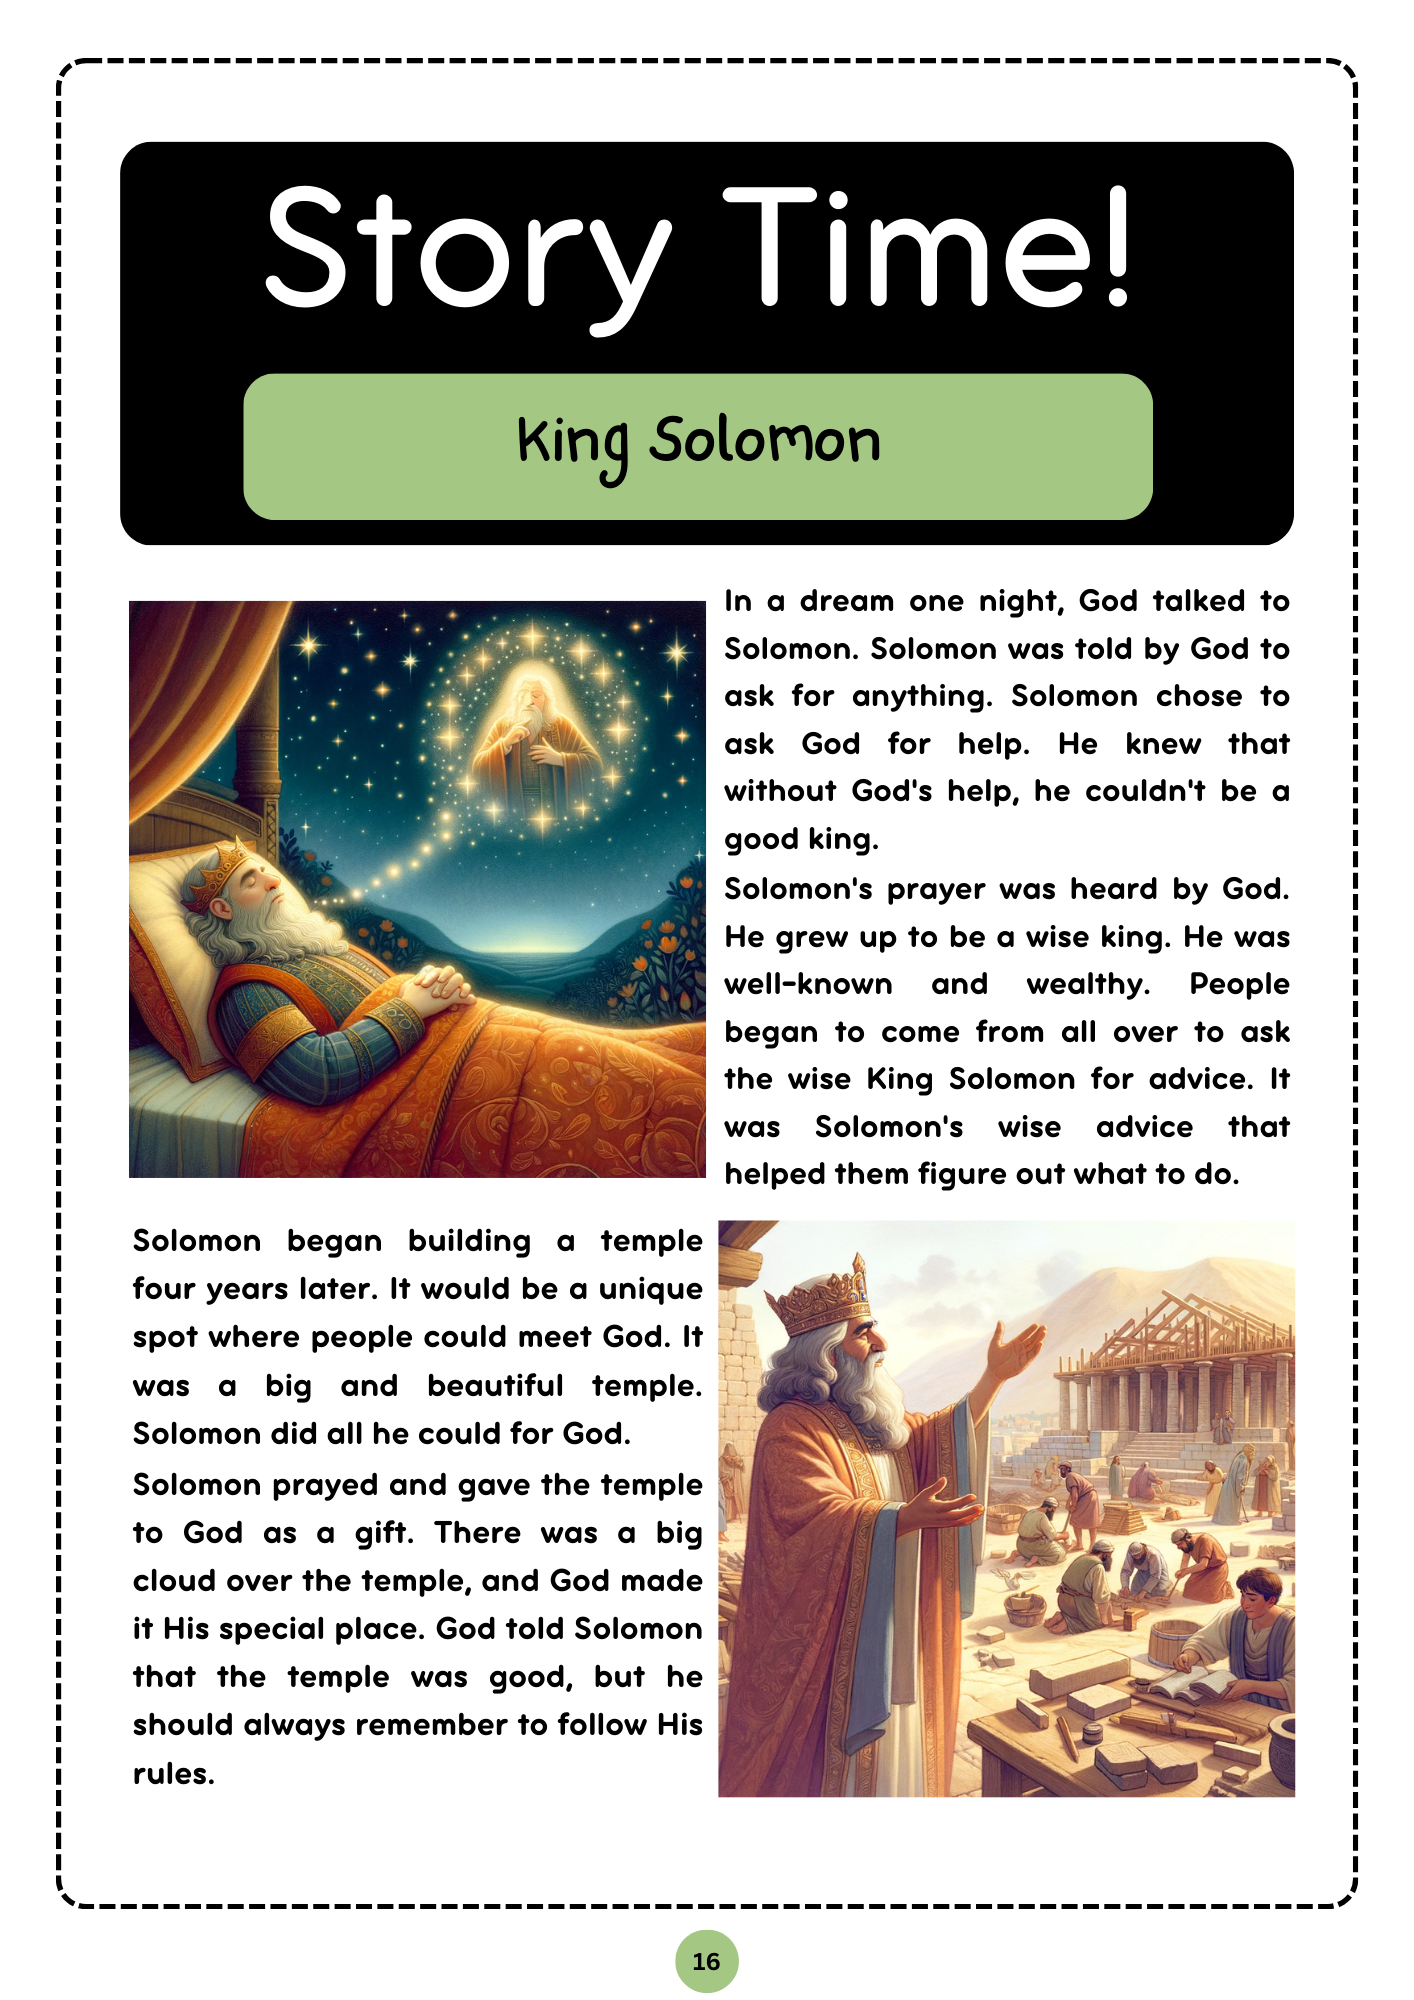 Story Time!
King Solomon
In a dream one night, God talked to
Solomon. Solomon was told by God to
ask for anything. Solomon chose to
ask God for help. He knew that
without God's help, he couldn't be a
good king.
Solomon's prayer was heard by God.
He grew up to be a wise king. He was
well-known and wealthy. People
began to come from all over to ask
the wise King Solomon for advice. It
was Solomon's wise advice that
helped them figure out what to do.
Solomon began building a temple
four years later. It would be a unique
spot where people could meet God. It
was a big and beautiful temple.
Solomon did all he could for God.
Solomon prayed and gave the temple
to God as a gift. There was a big
cloud over the temple, and God made
it His special place. God told Solomon
that the temple was good, but he
should always remember to follow His
rules.
16